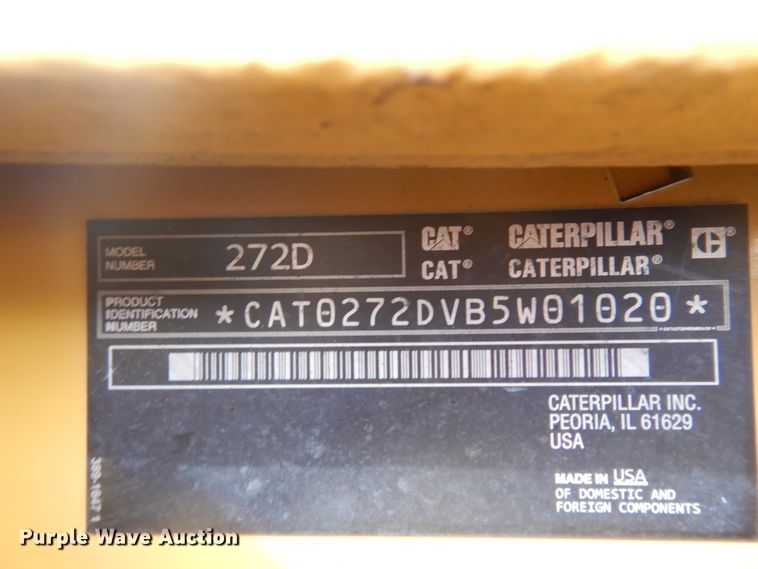 MODEL NUMBER 272D
CAT® CATERPILLAR® C®
CAT® CATERPILLAR®
PRODUCT IDENTIFICATION NUMBER *CAT0272DVB5W01020*
CATERPILLAR INC.
PEORIA, IL 61629
USA
MADE IN USA
OF DOMESTIC AND
FOREIGN COMPONENTS
Purple Wave Auction